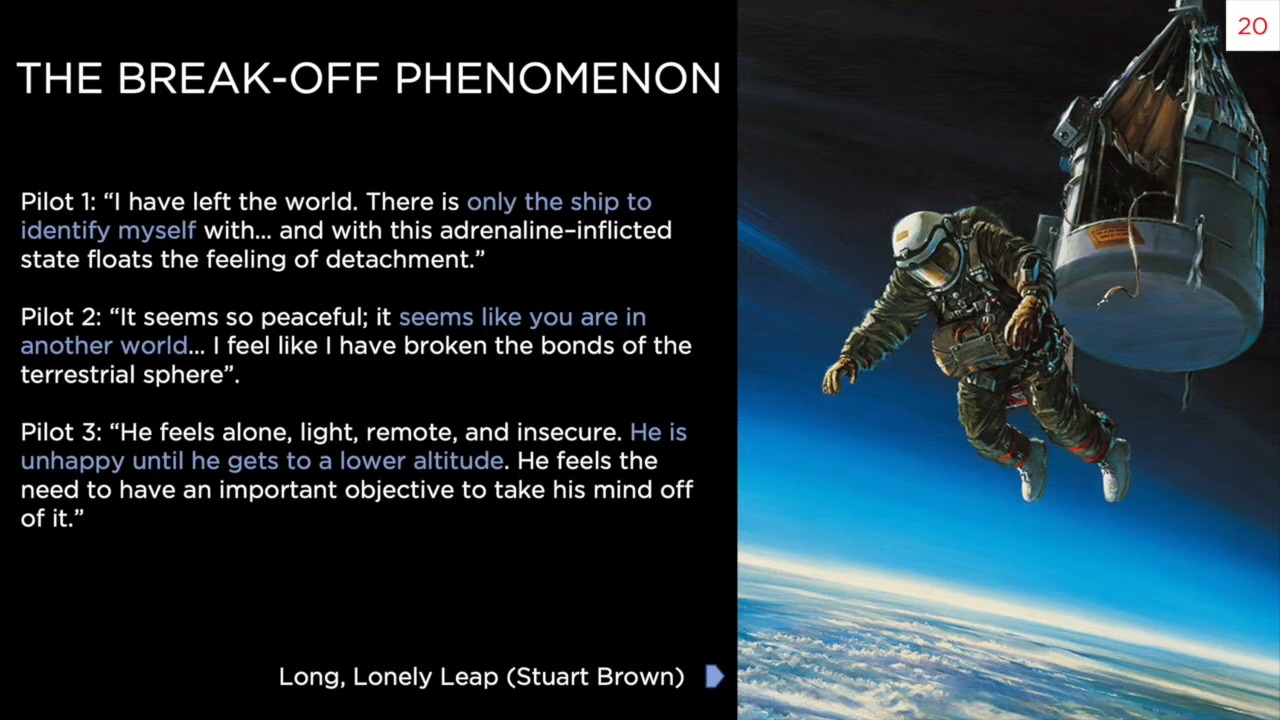 20
THE BREAK-OFF PHENOMENON
Pilot 1: “I have left the world. There is only the ship to
identify myself with... and with this adrenaline–inflicted
state floats the feeling of detachment.”
Pilot 2: “It seems so peaceful; it seems like you are in
another world... I feel like I have broken the bonds of the
terrestrial sphere”.
Pilot 3: “He feels alone, light, remote, and insecure. He is
unhappy until he gets to a lower altitude. He feels the
need to have an important objective to take his mind off
of it.”
Long, Lonely Leap (Stuart Brown)